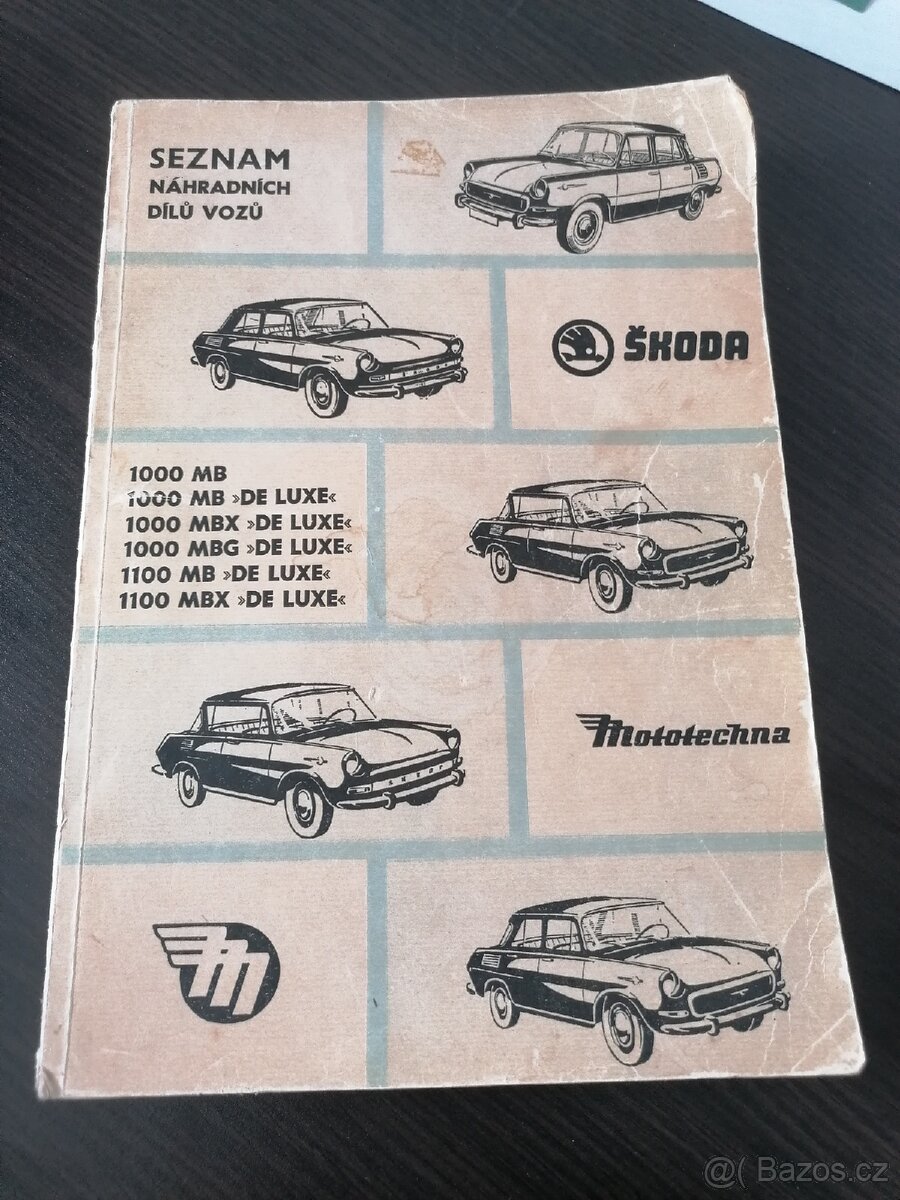 SEZNAM
NÁHRADNÍCH
DÍLŮ VOZŮ
ŠKODA
1000 MB
1000 MB »DE LUXE«
1000 MBX »DE LUXE«
1000 MBG »DE LUXE«
1100 MB »DE LUXE«
1100 MBX »DE LUXE«
Mototechna
m
@( Bazos.cz